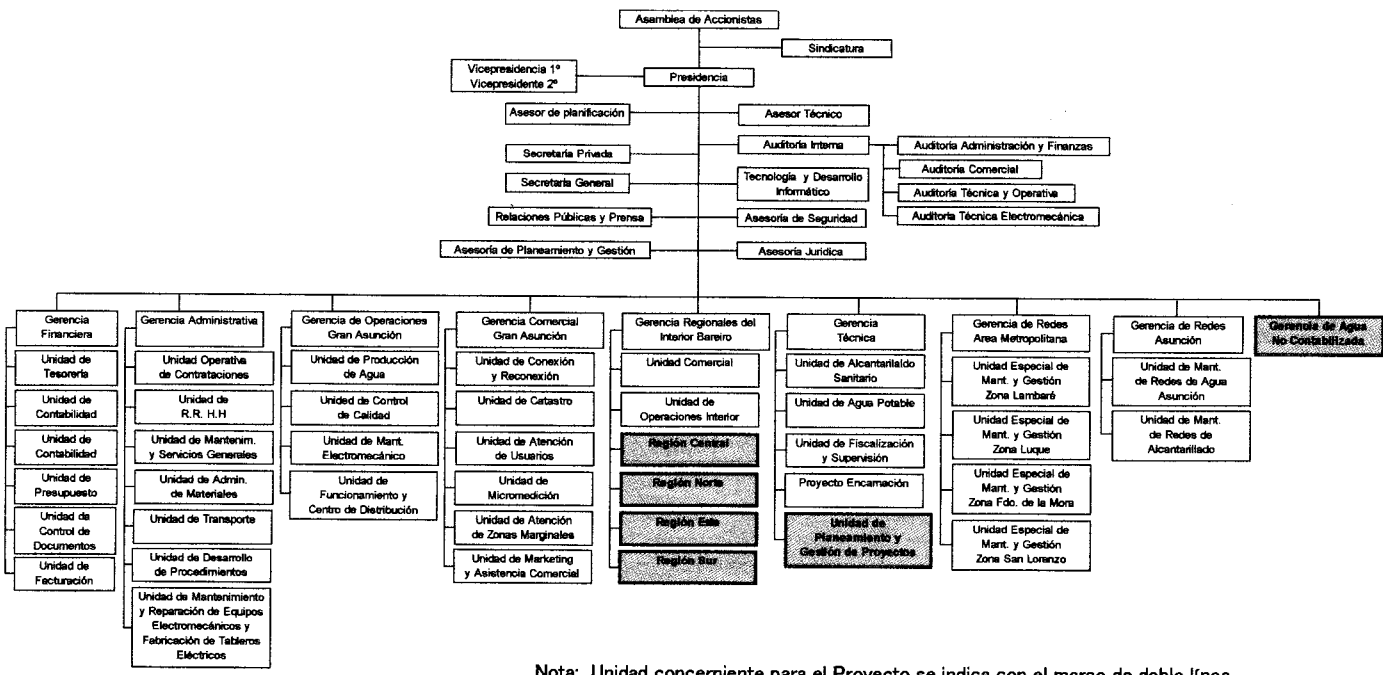 Asamblea de Accionistas
Sindicatura
Vicepresidencia 1º
Vicepresidente 2º
Presidencia
Asesor de planificación
Asesor Técnico
Auditoría Interna
Auditoría Administración y Finanzas
Secretaría Privada
Auditoría Comercial
Secretaría General
Tecnología y Desarrollo
Informático
Auditoría Técnica y Operativa
Relaciones Públicas y Prensa
Asesoría de Seguridad
Auditoría Técnica Electromecánica
Asesoría de Planeamiento y Gestión
Asesoría Juridica
Gerencia
Financiera
Unidad de
Tesorería
Unidad de
Contabilidad
Unidad de
Contabilidad
Unidad de
Presupuesto
Unidad de
Control de
Documentos
Unidad de
Facturación
Gerencia Administrativa
Unidad Operativa
de Contrataciones
Unidad de
R.R. H.H
Unidad de Mantenim.
y Servicios Generales
Unidad de Admin.
de Materiales
Unidad de Transporte
Unidad de Desarrollo
de Procedimientos
Unidad de Mantenimiento
y Reparación de Equipos
Electromecánicos y
Fabricación de Tableros
Eléctricos
Gerencia de Operaciones
Gran Asunción
Unidad de Producción
de Agua
Unided de Control
de Calidad
Unidad de Mant.
Electromecánico
Unidad de
Funcionamiento y
Centro de Distribución
Gerencia Comercial
Gran Asunción
Unidad de Conexión
y Reconexión
Unidad de Catastro
Unidad de Atención
de Usuarios
Unidad de
Micromedición
Unidad de Atención
de Zonas Marginales
Unidad de Marketing
y Asistencia Comercial
Gerencia Regionales del
Interior Bareiro
Unidad Comercial
Unidad de
Operaciones Interior
Región Central
Región Norte
Región Este
Región Sur
Gerencia
Técnica
Unidad de Alcantarilaldo
Sanitario
Unidad de Agua Potable
Unidad de Fiscalización
y Supervisión
Proyecto Encarnación
Unidad de
Planeamiento y
Gestión de Proyectos
Gerencia de Redes
Area Metropolitana
Unidad Especial de
Mant. y Gestión
Zona Lambaré
Unidad Especial de
Mant. y Gestión
Zona Luque
Unidad Especial de
Mant. y Gestión
Zona Fdo. de la Mora
Unidad Especial de
Mant. y Gestión
Zona San Lorenzo
Gerencia de Redes
Asunción
Unidad de Mant.
de Redes de Agua
Asunción
Unidad de Mant.
de Redes de
Alcantarillado
Gerencia de Agua
No Contabilizada
Nota: Unidad concerniente para el Proyecto se indica con el marco de doble línea